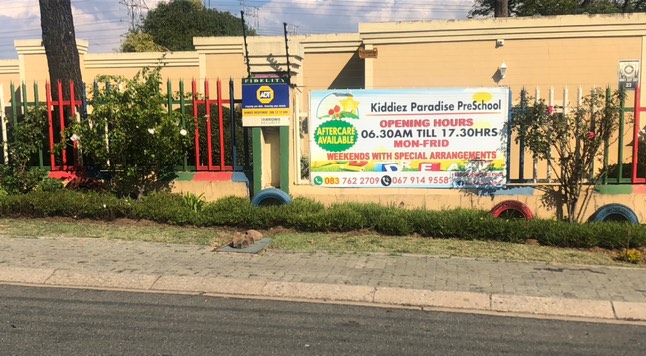 FIDELITY
ADT
Kiddiez Paradise PreSchool
OPENING HOURS
06.30AM TILL 17.30HRS
MON-FRID
WEEKENDS WITH SPECIAL ARRANGEMENTS
AFTERCARE
AVAILABLE
083 762 2709
067 914 9558